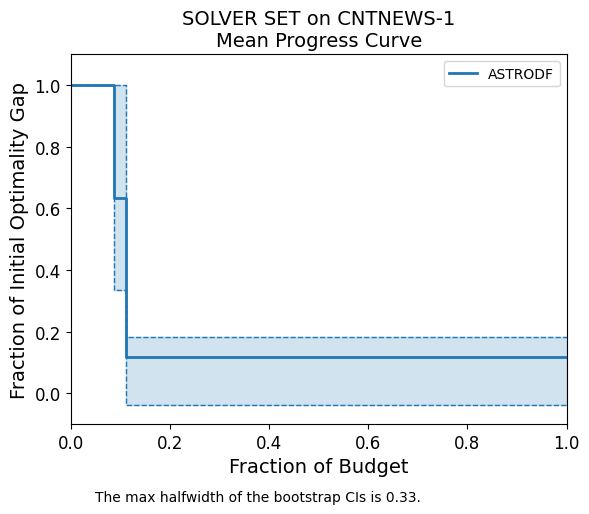 SOLVER SET on CNTNEWS-1
Mean Progress Curve
ASTRODF
Fraction of Initial Optimality Gap
1.0
0.8
0.6
0.4
0.2
0.0
0.0 0.2 0.4 0.6 0.8 1.0
Fraction of Budget
The max halfwidth of the bootstrap CIs is 0.33.